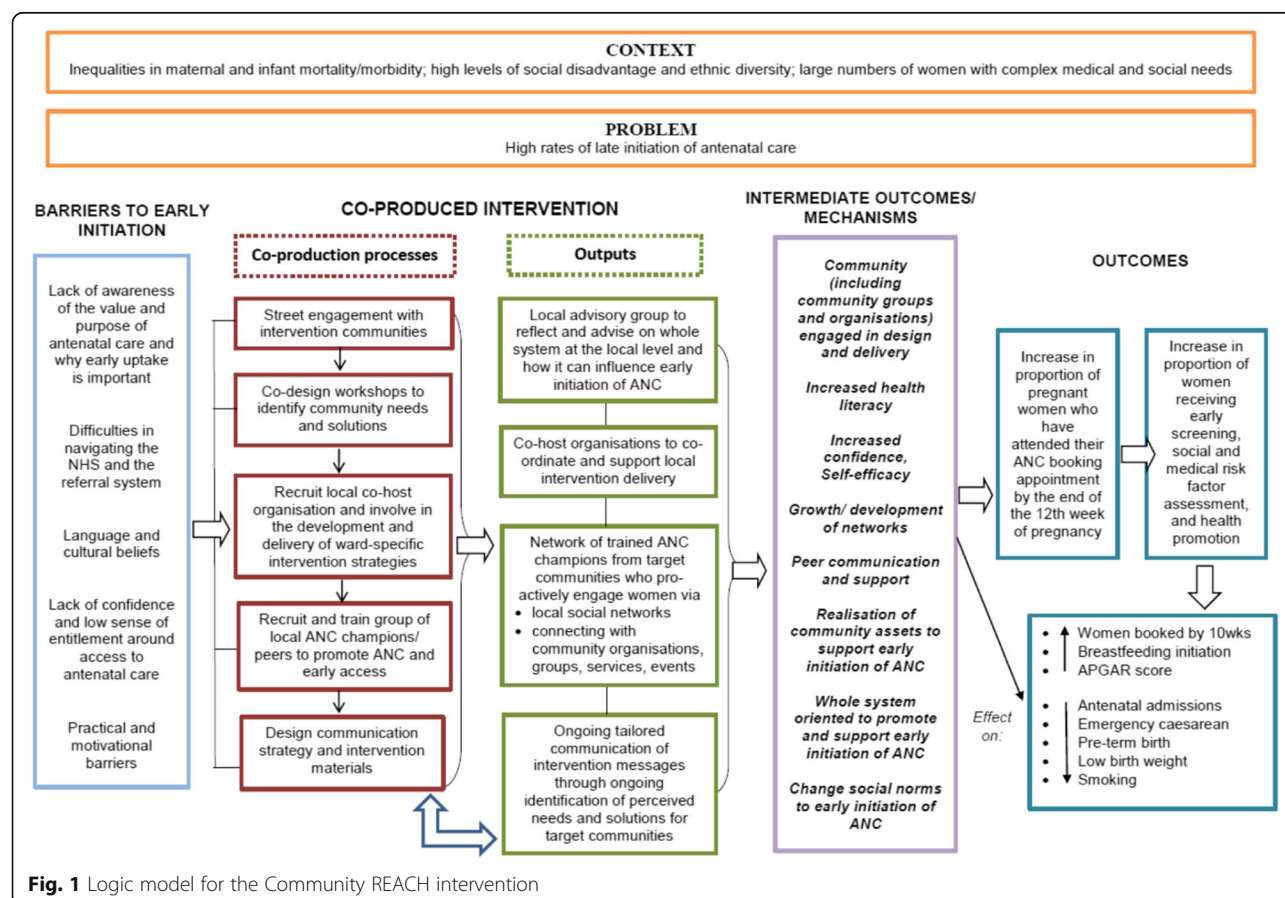 CONTEXT
Inequalities in maternal and infant mortality/morbidity; high levels of social disadvantage and ethnic diversity; large numbers of women with complex medical and social needs
PROBLEM
High rates of late initiation of antenatal care
BARRIERS TO EARLY
INITIATION
Lack of awareness
of the value and
purpose of
antenatal care and
why early uptake
is important
Difficulties in
navigating the
NHS and the
referral system
Language and
cultural beliefs
Lack of confidence
and low sense of
entitlement around
access to
antenatal care
Practical and
motivational
barriers
CO-PRODUCED INTERVENTION
Co-production processes
Street engagement with
intervention communities
Co-design workshops to
identify community needs
and solutions
Recruit local co-host
organisation and involve in
the development and
delivery of ward-specific
intervention strategies
Recruit and train group of
local ANC champions/
peers to promote ANC and
early access
Design communication
strategy and intervention
materials
Outputs
Local advisory group to
reflect and advise on whole
system at the local level and
how it can influence early
initiation of ANC
Co-host organisations to co-
ordinate and support local
intervention delivery
Network of trained ANC
champions from target
communities who pro-
actively engage women via
• local social networks
• connecting with
community organisations,
groups, services, events
Ongoing tailored
communication of
intervention messages
through ongoing
identification of perceived
needs and solutions for
target communities
INTERMEDIATE OUTCOMES/
MECHANISMS
Community
(including
community groups
and organisations)
engaged in design
and delivery
Increased health
literacy
Increased
confidence,
Self-efficacy
Growth/ development
of networks
Peer communication
and support
Realisation of
community assets to
support early
initiation of ANC
Whole system
oriented to promote
and support early
initiation of ANC
Change social norms
to early initiation of
ANC
OUTCOMES
Increase in
proportion of
pregnant
women who
have
attended their
ANC booking
appointment
by the end of
the 12th week
of pregnancy
Increase in
proportion of
women
receiving
early
screening,
social and
medical risk
factor
assessment,
and health
promotion
Effect
on:
• Women booked by 10wks
• Breastfeeding initiation
• APGAR score
• Antenatal admissions
• Emergency caesarean
• Pre-term birth
• Low birth weight
• Smoking
Fig. 1 Logic model for the Community REACH intervention